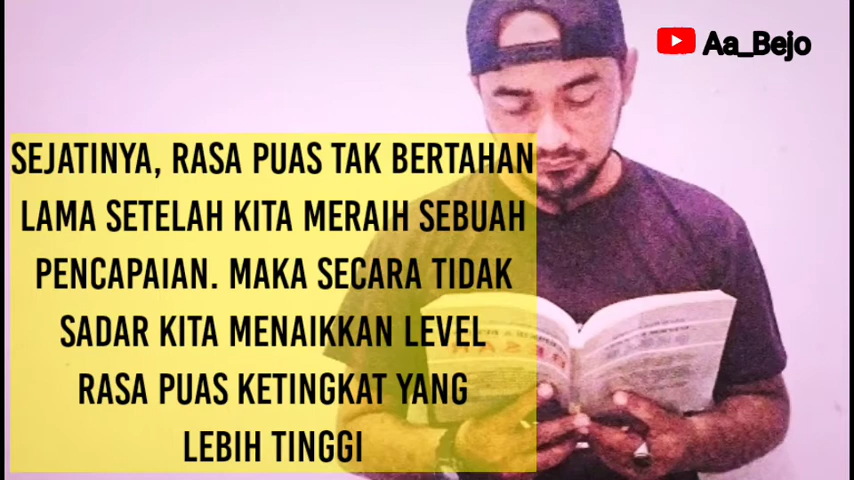 Aa_Bejo
SEJATINYA, RASA PUAS TAK BERTAHAN
LAMA SETELAH KITA MERAIH SEBUAH
PENCAPAIAN. MAKA SECARA TIDAK
SADAR KITA MENAIKKAN LEVEL
RASA PUAS KETINGKAT YANG
LEBIH TINGGI